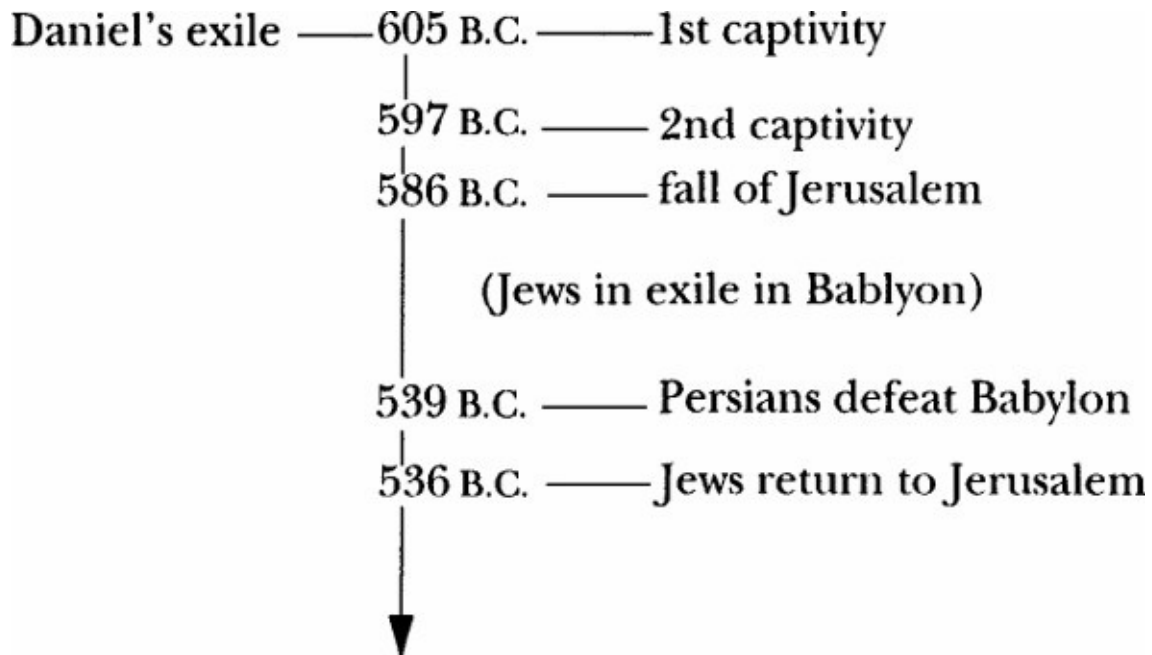 Daniel's exile 605 B.C. 1st captivity
597 B.C. 2nd captivity
586 B.C. fall of Jerusalem
(Jews in exile in Bablyon)
539 B.C. Persians defeat Babylon
536 B.C. Jews return to Jerusalem